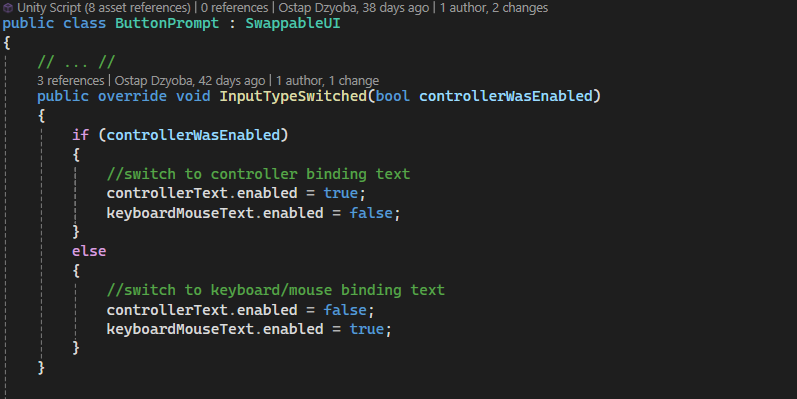 Unity Script (8 asset references) | 0 references | Ostap Dzyoba, 38 days ago | 1 author, 2 changes
public class ButtonPrompt : SwappableUI
{
// ... //
3 references | Ostap Dzyoba, 42 days ago | 1 author, 1 change
public override void InputTypeSwitched(bool controllerWasEnabled)
{
if (controllerWasEnabled)
{
//switch to controller binding text
controllerText.enabled = true;
keyboardMouseText.enabled = false;
}
else
{
//switch to keyboard/mouse binding text
controllerText.enabled = false;
keyboardMouseText.enabled = true;
}
}